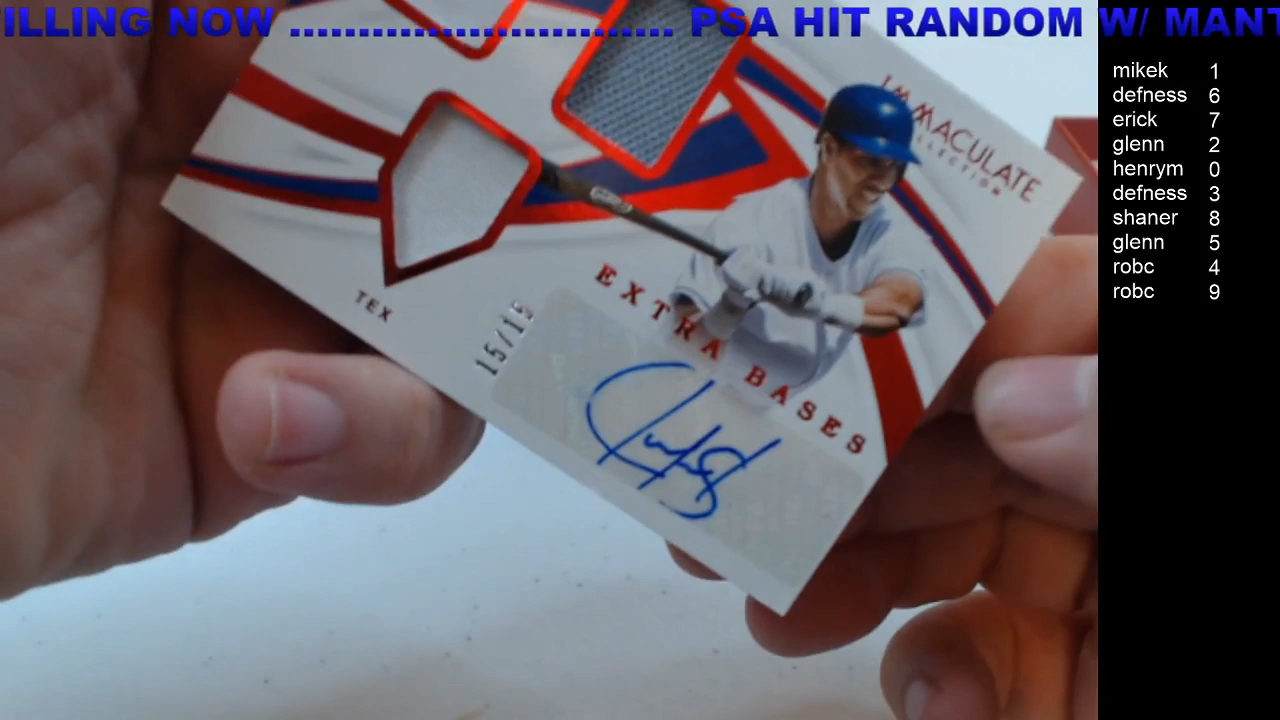 ILLING NOW ............................ PSA HIT RANDOM W/ MANT
mikek 1
defness 6
erick 7
glenn 2
henrym 0
defness 3
shaner 8
glenn 5
robc 4
robc 9
IMMACULATE
COLLECTION
EXTRA BASES
TEX
15/15